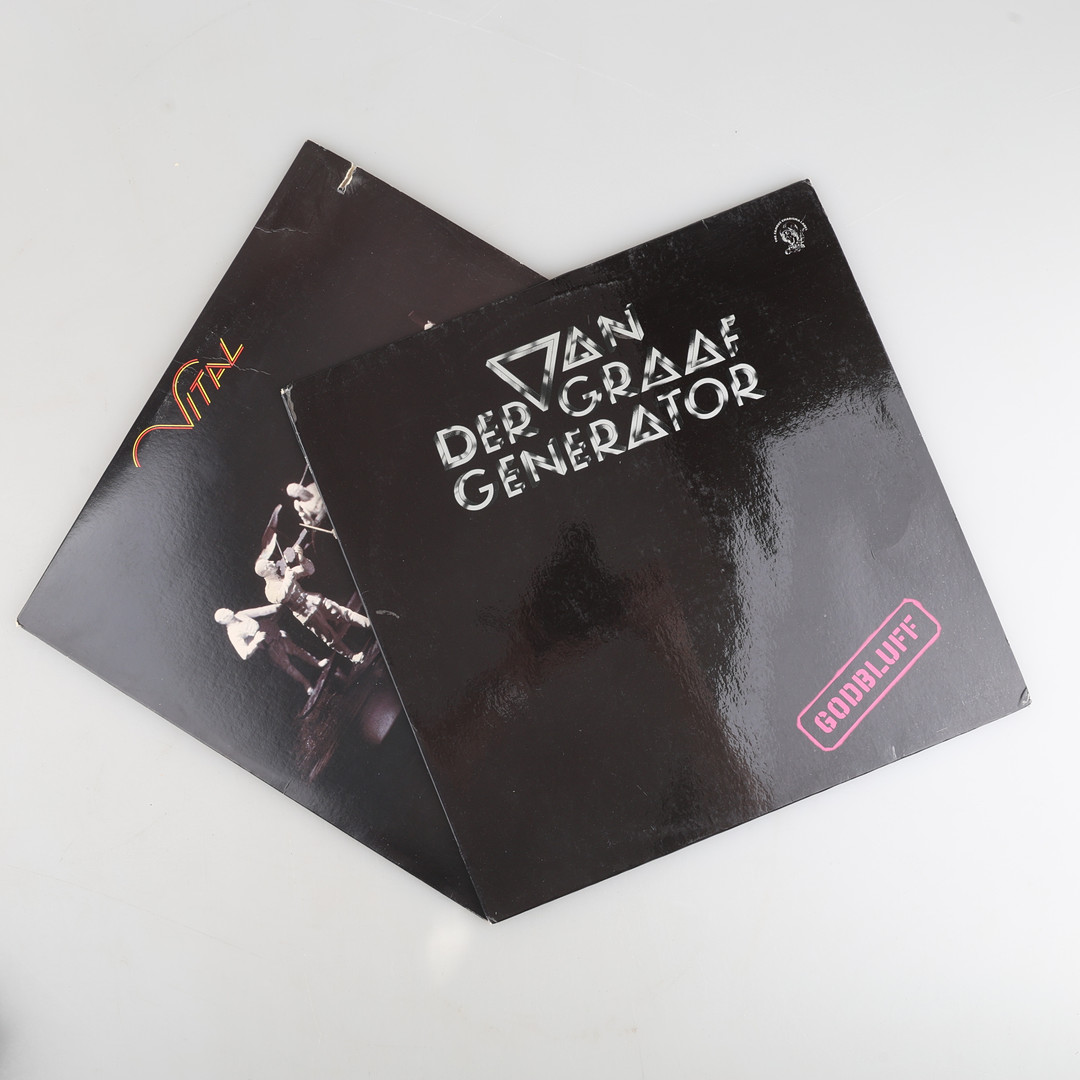 VITAL
VAN
DER GRAAF
GENERATOR
GODBLUFF